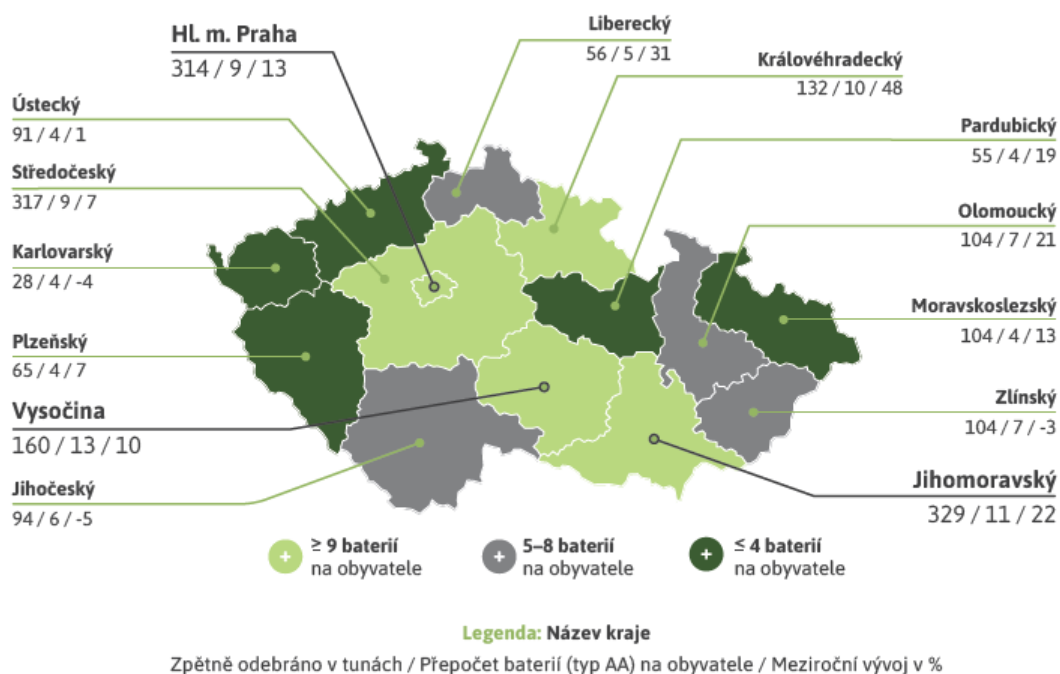 Hl. m. Praha
314 / 9 / 13
Liberecký
56 / 5 / 31
Královéhradecký
132 / 10 / 48
Ústecký
91 / 4 / 1
Pardubický
55 / 4 / 19
Středočeský
317 / 9 / 7
Olomoucký
104 / 7 / 21
Karlovarský
28 / 4 / -4
Moravskoslezský
104 / 4 / 13
Plzeňský
65 / 4 / 7
Zlínský
104 / 7 / -3
Vysočina
160 / 13 / 10
Jihočeský
94 / 6 / -5
Jihomoravský
329 / 11 / 22
≥ 9 baterií
na obyvatele
5–8 baterií
na obyvatele
≤ 4 baterií
na obyvatele
Legenda: Název kraje
Zpětně odebráno v tunách / Přepočet baterií (typ AA) na obyvatele / Meziroční vývoj v %